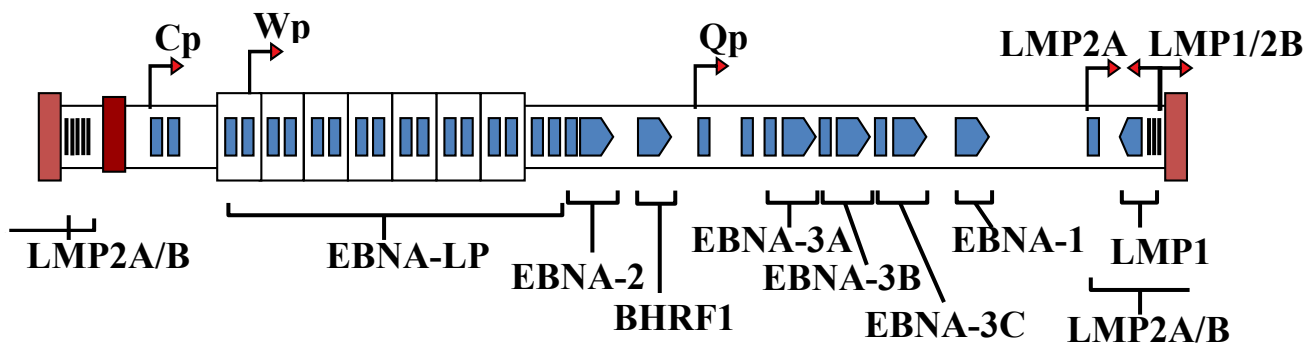 Cp
Wp
Qp
LMP2A
LMP1/2B
LMP2A/B
EBNA-LP
EBNA-2
BHRF1
EBNA-3A
EBNA-3B
EBNA-3C
EBNA-1
LMP1
LMP2A/B